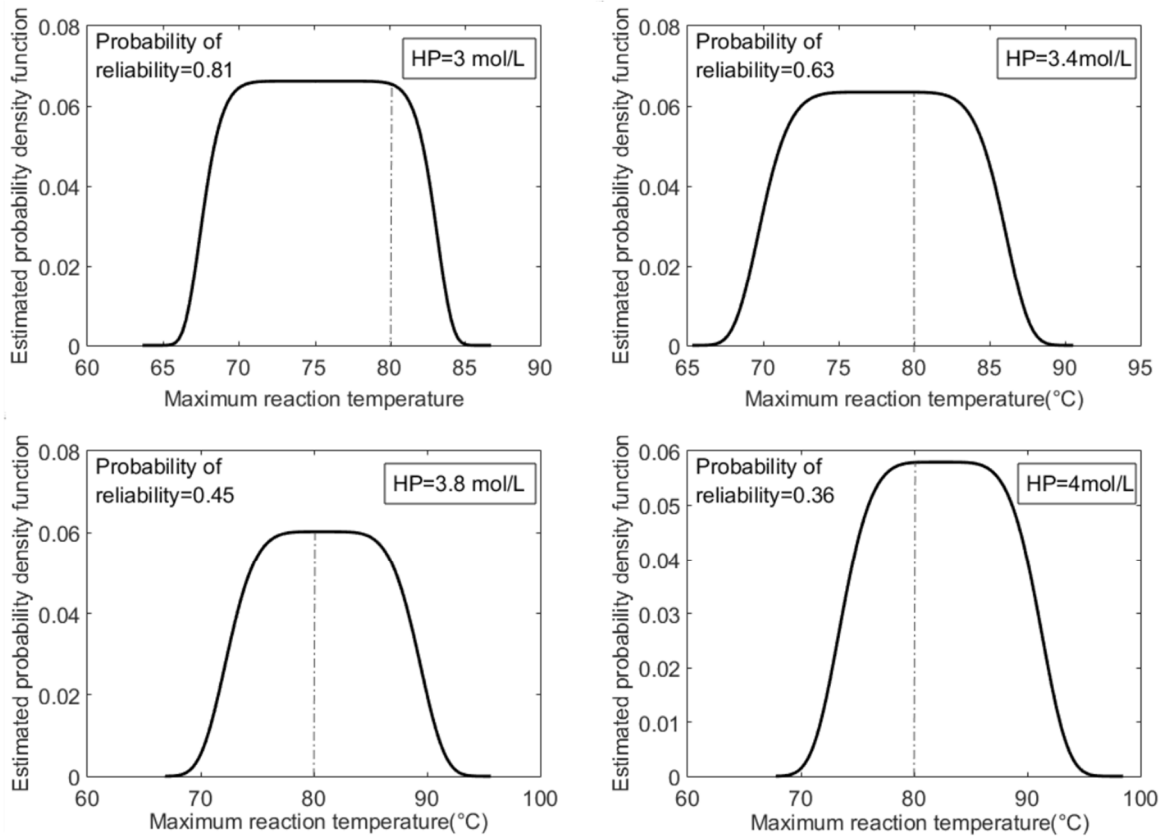 Estimated probability density function
0.08
0.06
0.04
0.02
0
Probability of
reliability=0.81
HP=3 mol/L
60 65 70 75 80 85 90
Maximum reaction temperature
Estimated probability density function
0.08
0.06
0.04
0.02
0
Probability of
reliability=0.63
HP=3.4mol/L
65 70 75 80 85 90 95
Maximum reaction temperature(°C)
Estimated probability density function
0.08
0.06
0.04
0.02
0
Probability of
reliability=0.45
HP=3.8 mol/L
60 70 80 90 100
Maximum reaction temperature(°C)
Estimated probability density function
0.06
0.05
0.04
0.03
0.02
0.01
0
Probability of
reliability=0.36
HP=4mol/L
60 70 80 90 100
Maximum reaction temperature(°C)